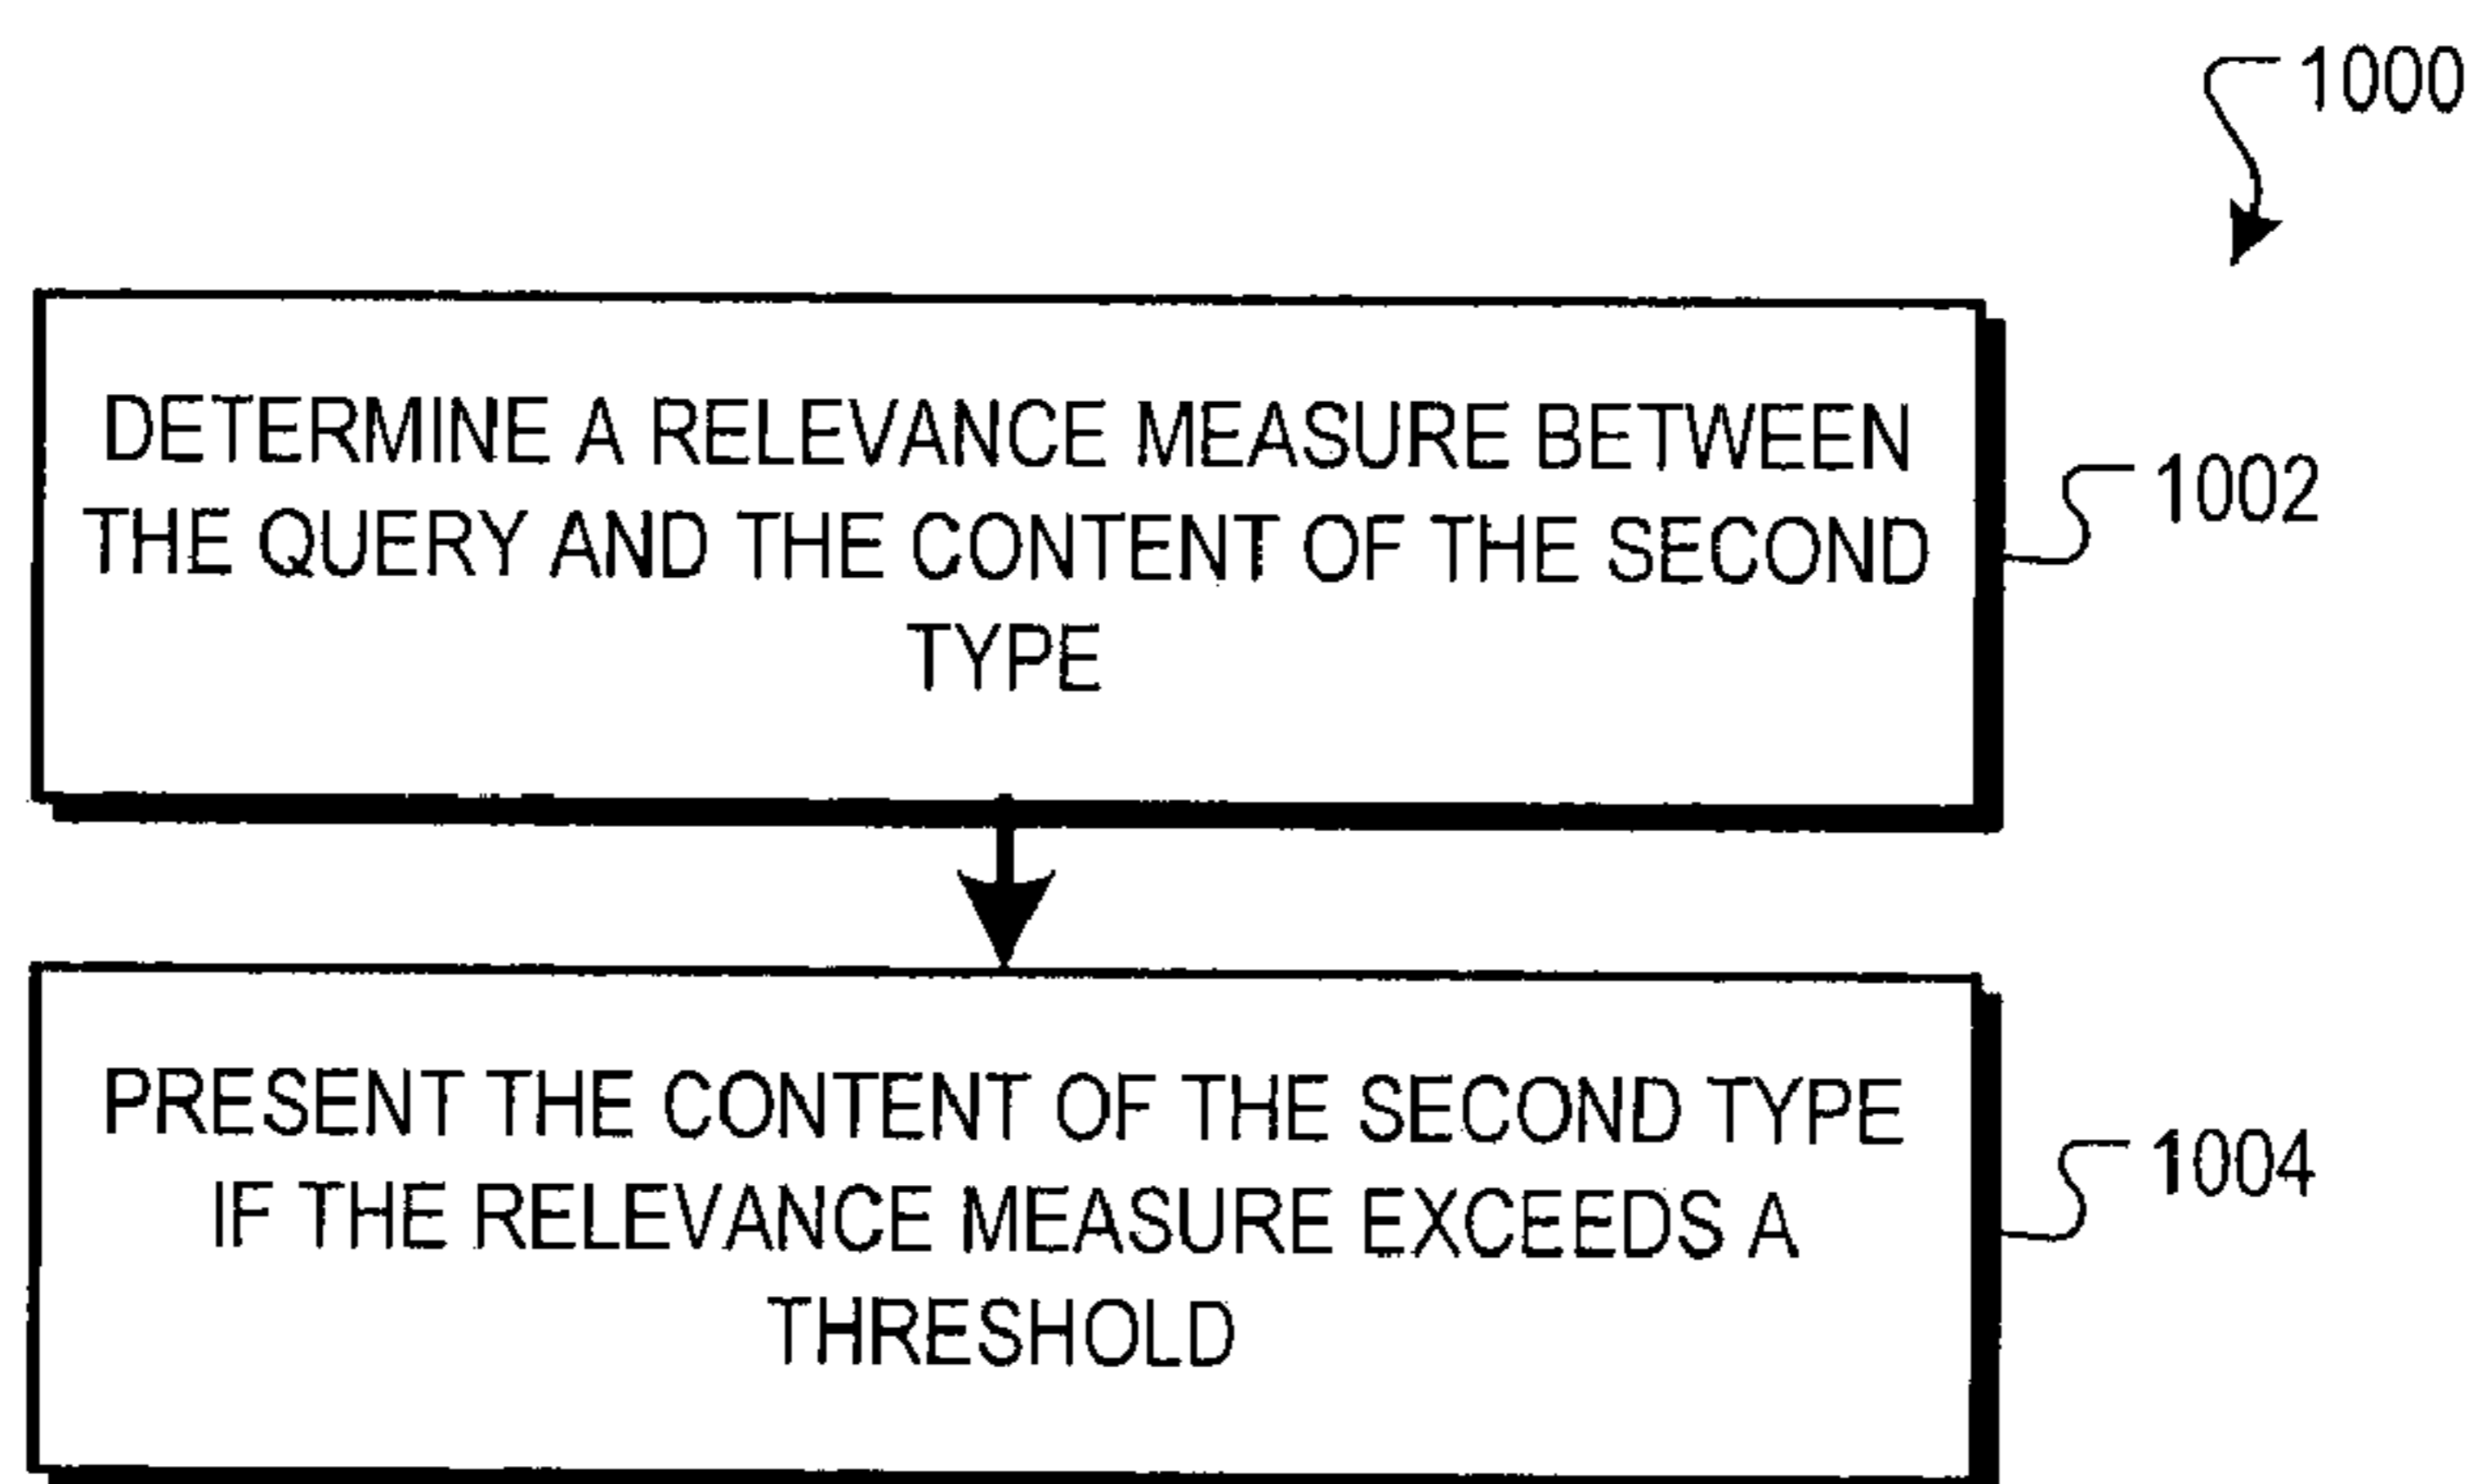 1000
DETERMINE A RELEVANCE MEASURE BETWEEN
THE QUERY AND THE CONTENT OF THE SECOND
TYPE
1002
PRESENT THE CONTENT OF THE SECOND TYPE
IF THE RELEVANCE MEASURE EXCEEDS A
THRESHOLD
1004